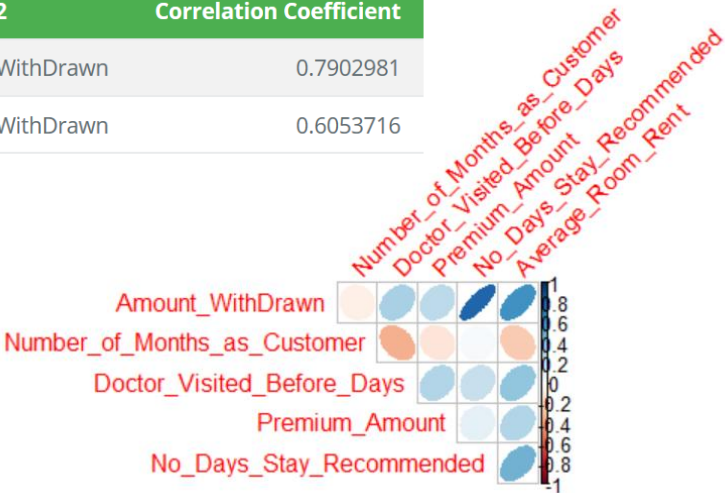 2 Correlation Coefficient
WithDrawn 0.7902981
WithDrawn 0.6053716
Number_of_Months_as_Customer
Doctor_Visited_Before_Days
Premium_Amount
No_Days_Stay_Recommended
Average_Room_Rent
Amount_WithDrawn
Number_of_Months_as_Customer
Doctor_Visited_Before_Days
Premium_Amount
No_Days_Stay_Recommended
1
0.8
0.6
0.4
0.2
0
0.2
0.4
0.6
0.8
-1